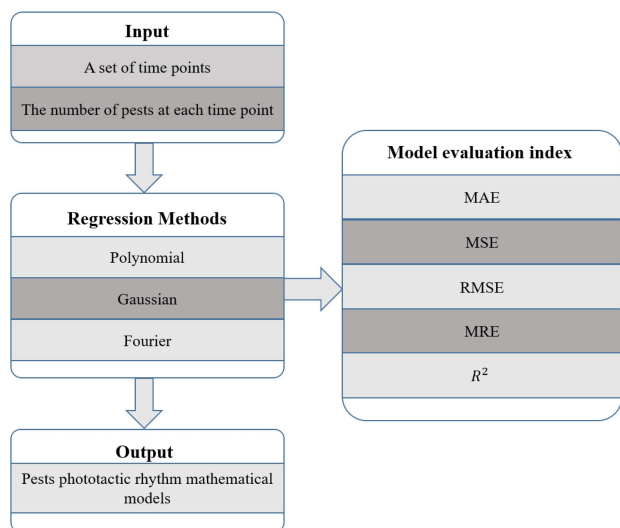 Input
A set of time points
The number of pests at each time point
Regression Methods
Polynomial
Gaussian
Fourier
Output
Pests phototactic rhythm mathematical
models
Model evaluation index
MAE
MSE
RMSE
MRE
R²